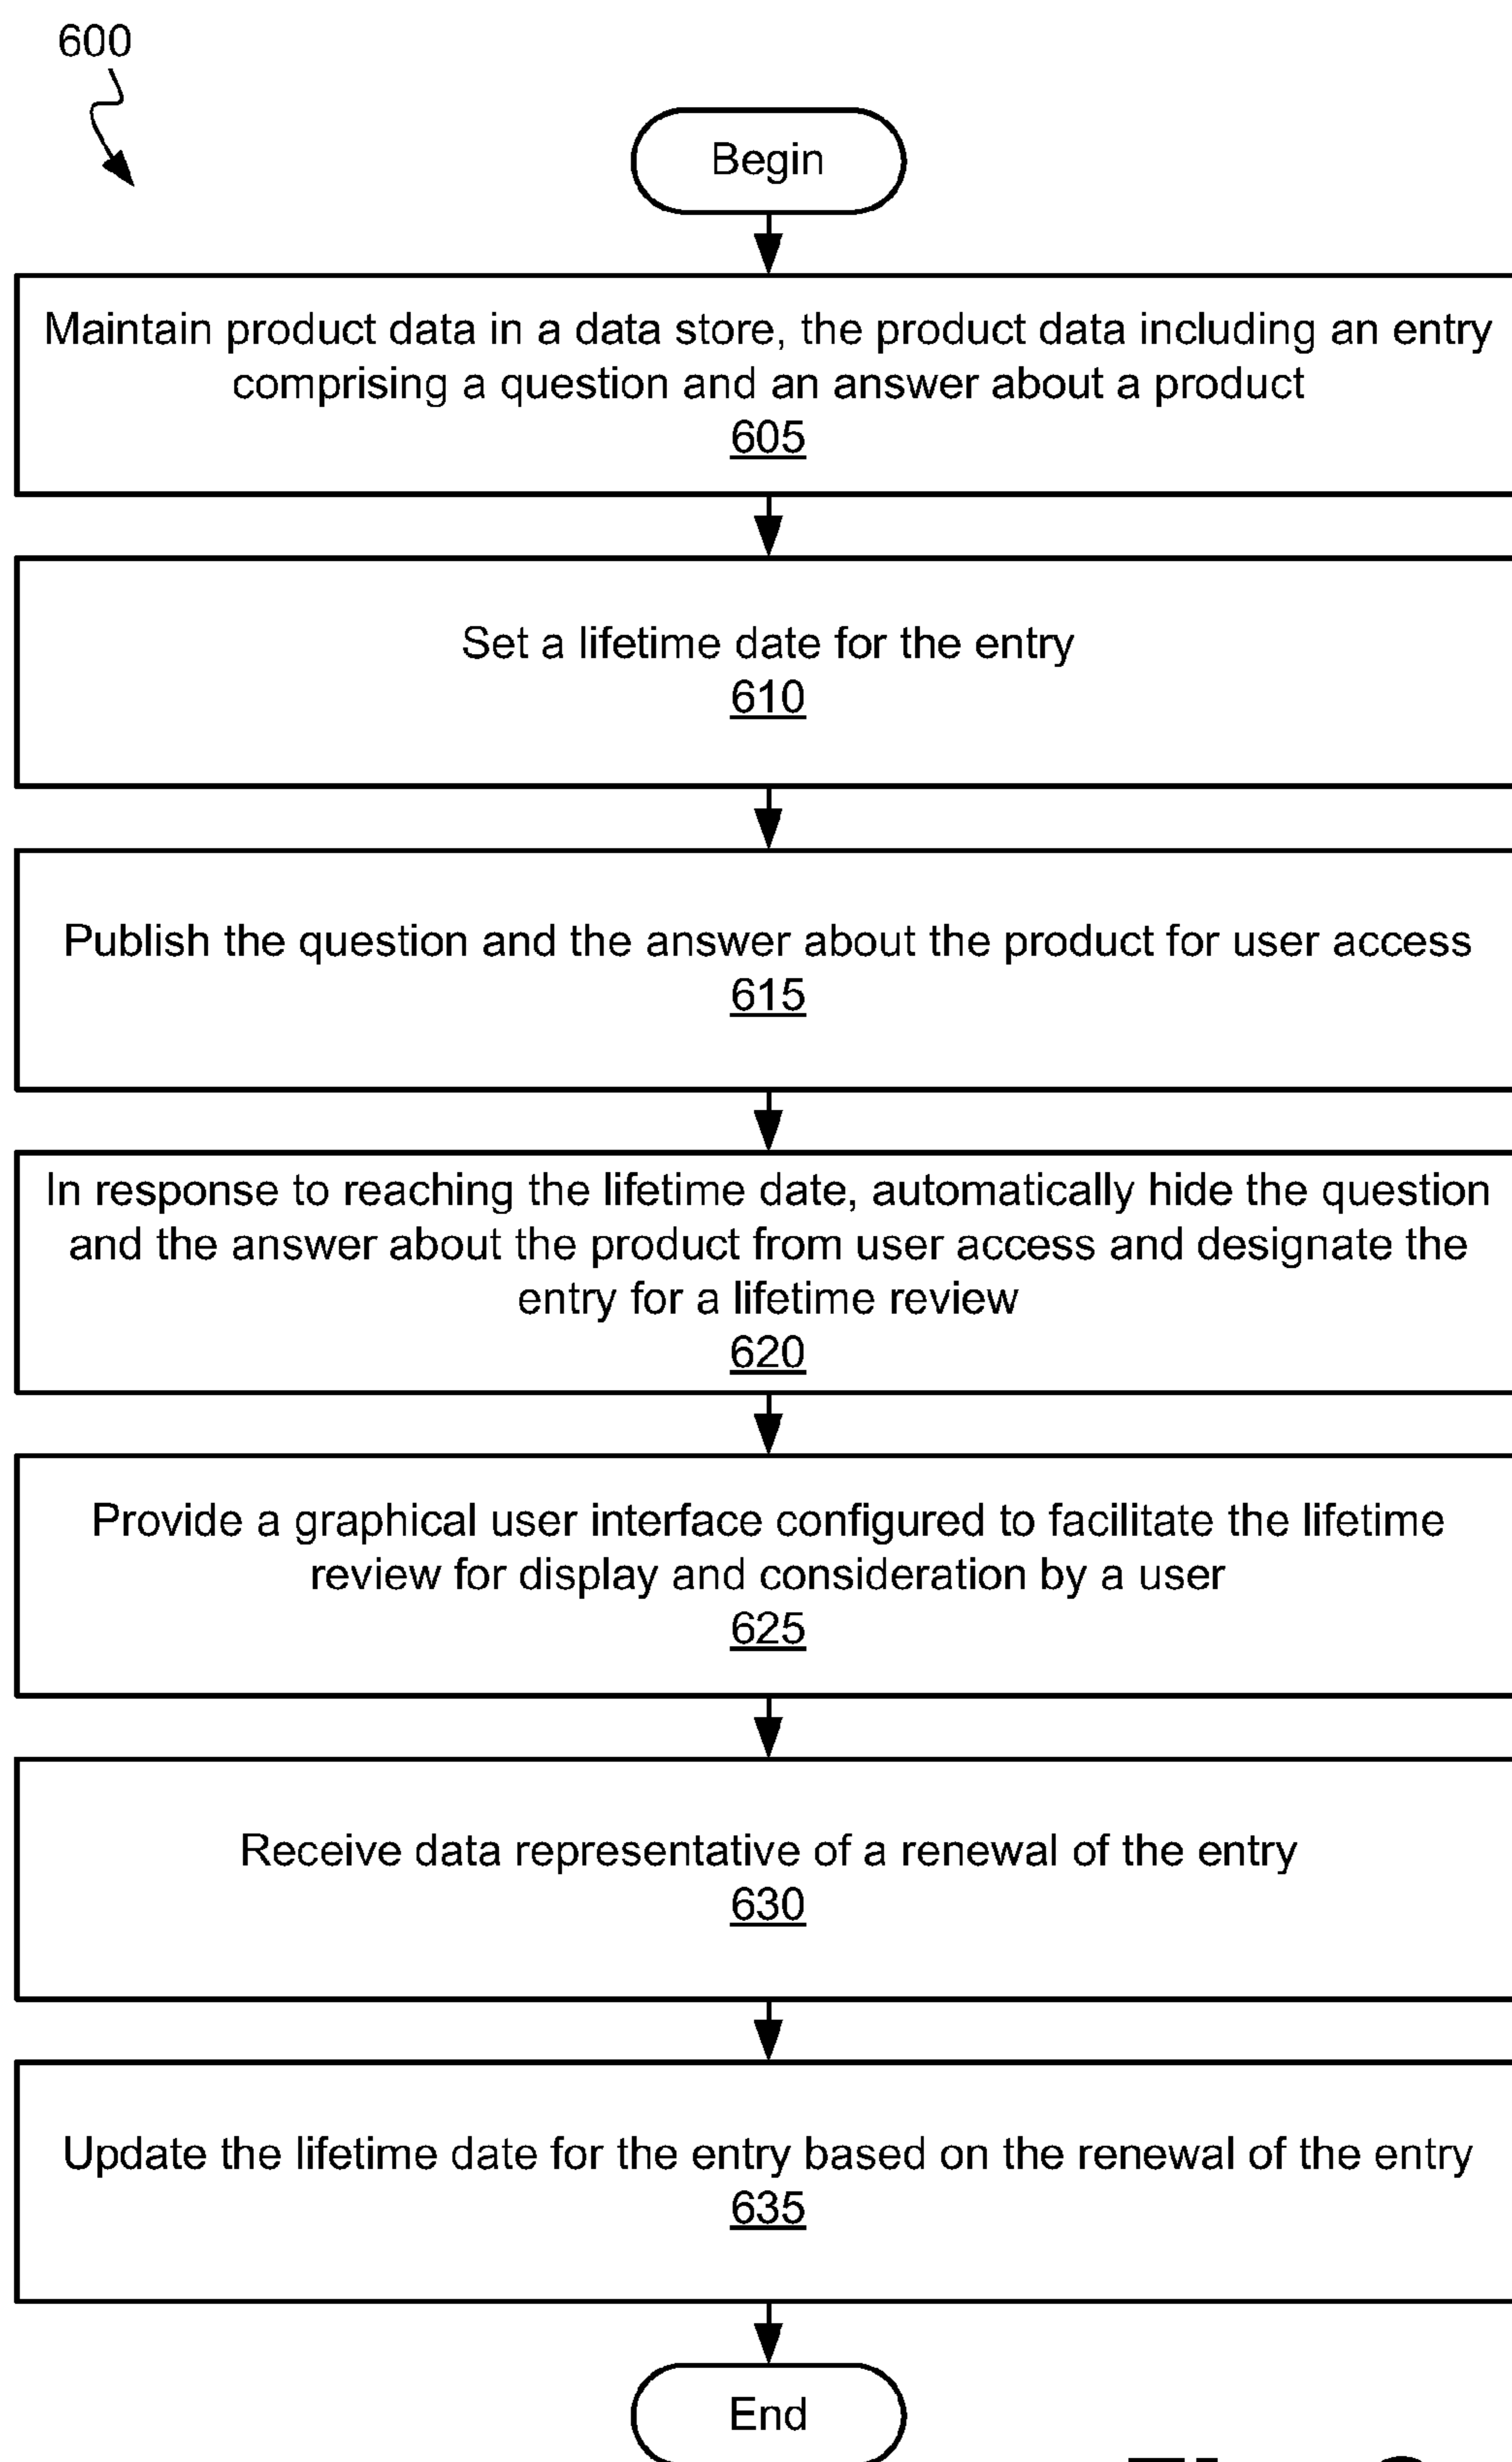 600
Begin
Maintain product data in a data store, the product data including an entry
comprising a question and an answer about a product
605
Set a lifetime date for the entry
610
Publish the question and the answer about the product for user access
615
In response to reaching the lifetime date, automatically hide the question
and the answer about the product from user access and designate the
entry for a lifetime review
620
Provide a graphical user interface configured to facilitate the lifetime
review for display and consideration by a user
625
Receive data representative of a renewal of the entry
630
Update the lifetime date for the entry based on the renewal of the entry
635
End